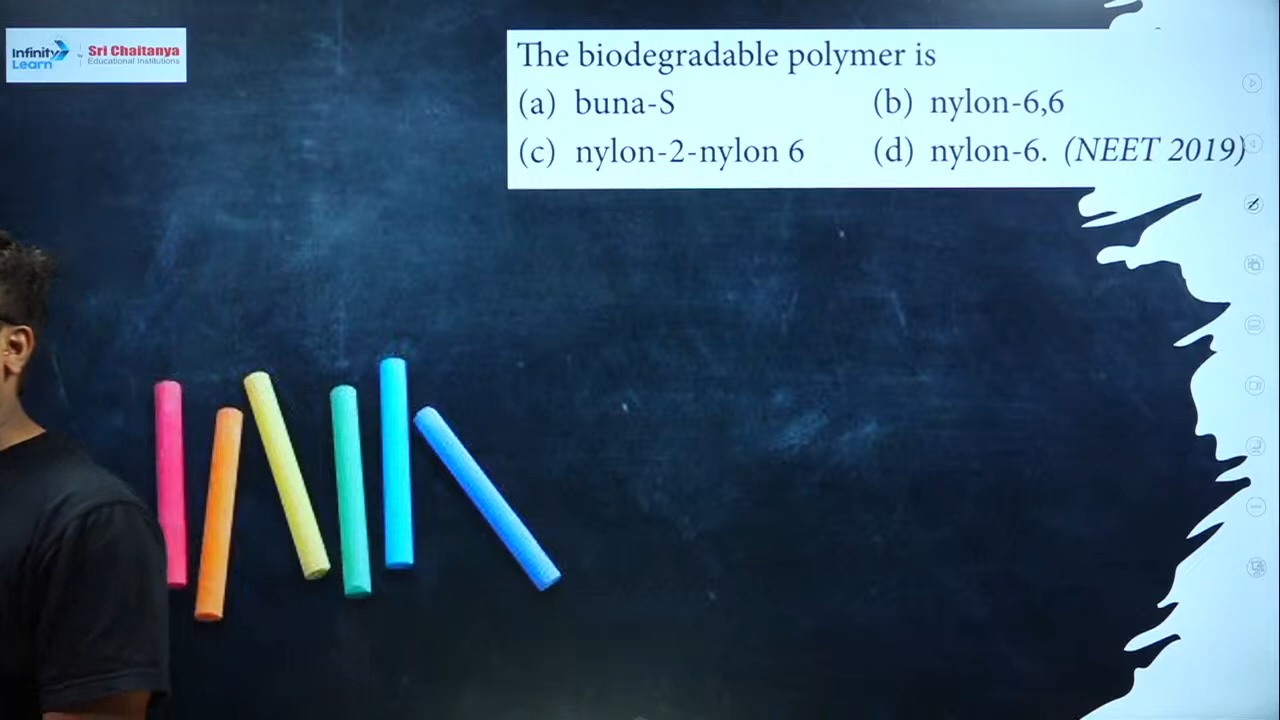 Infinity Learn
by
Sri Chaitanya
Educational Institutions
The biodegradable polymer is
(a) buna-S (b) nylon-6,6
(c) nylon-2-nylon 6 (d) nylon-6. (NEET 2019)